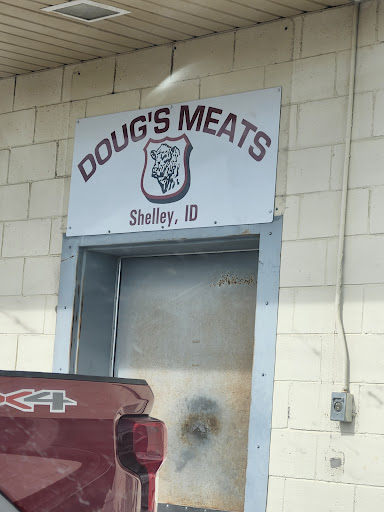 DOUG'S MEATS
Shelley, ID
X4